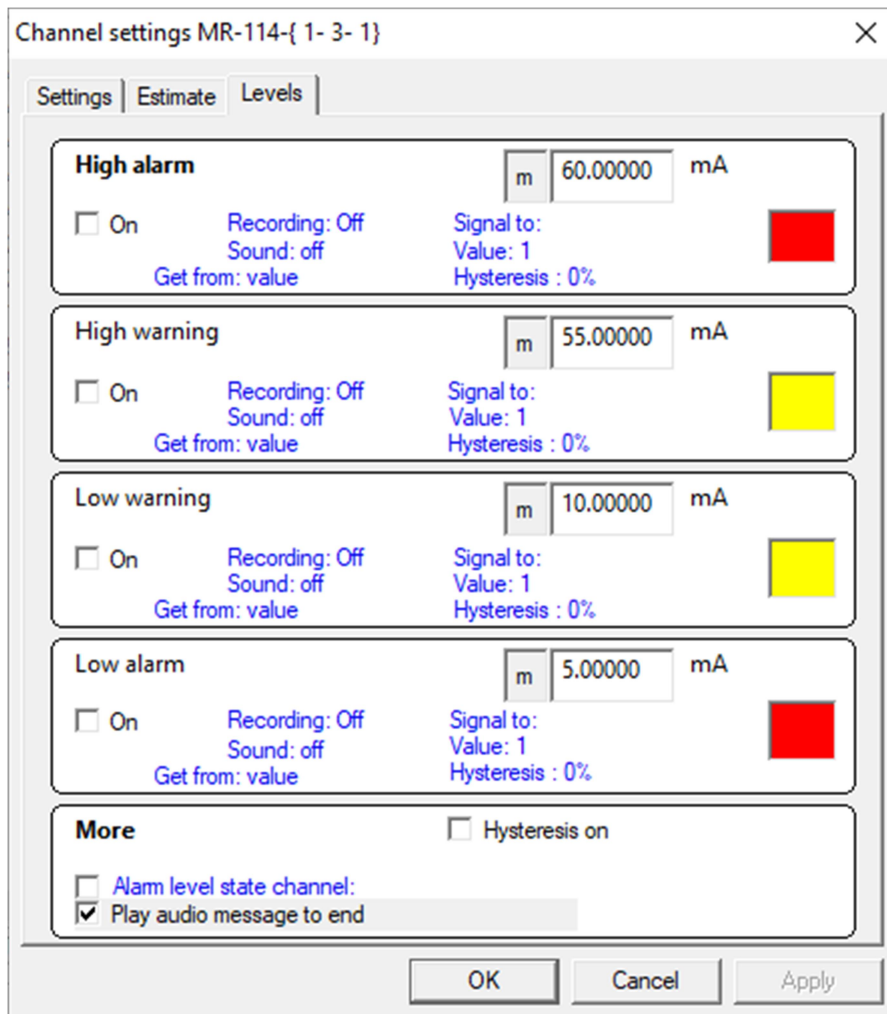 Channel settings MR-114-{ 1- 3- 1}
Settings Estimate Levels
High alarm m 60.00000 mA
On Recording: Off Signal to:
Sound: off Value: 1
Get from: value Hysteresis : 0%
High warning m 55.00000 mA
On Recording: Off Signal to:
Sound: off Value: 1
Get from: value Hysteresis : 0%
Low warning m 10.00000 mA
On Recording: Off Signal to:
Sound: off Value: 1
Get from: value Hysteresis : 0%
Low alarm m 5.00000 mA
On Recording: Off Signal to:
Sound: off Value: 1
Get from: value Hysteresis : 0%
More Hysteresis on
Alarm level state channel:
Play audio message to end
OK Cancel Apply